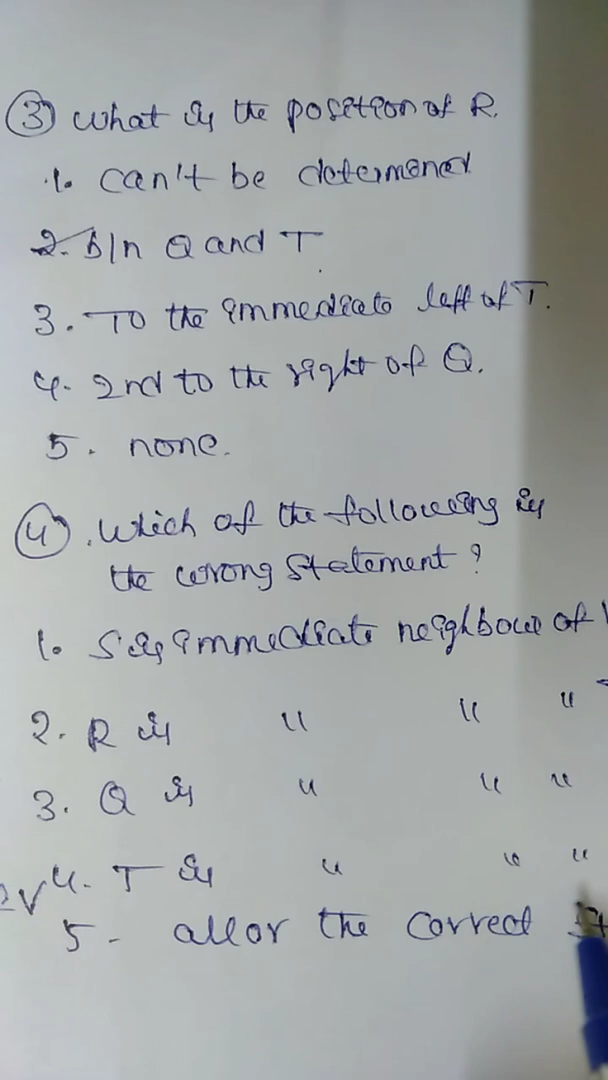 ③ What is the position of R.
1. can't be determened
2. b/n Q and T
3. To the immediate left of T.
4. 2nd to the right of Q.
5. none.
④. Which of the following is
the wrong statement ?
1. S is immediate neighbour of
2. R is " " "
3. Q is " " "
4. T is " " "
5 - all or the correct